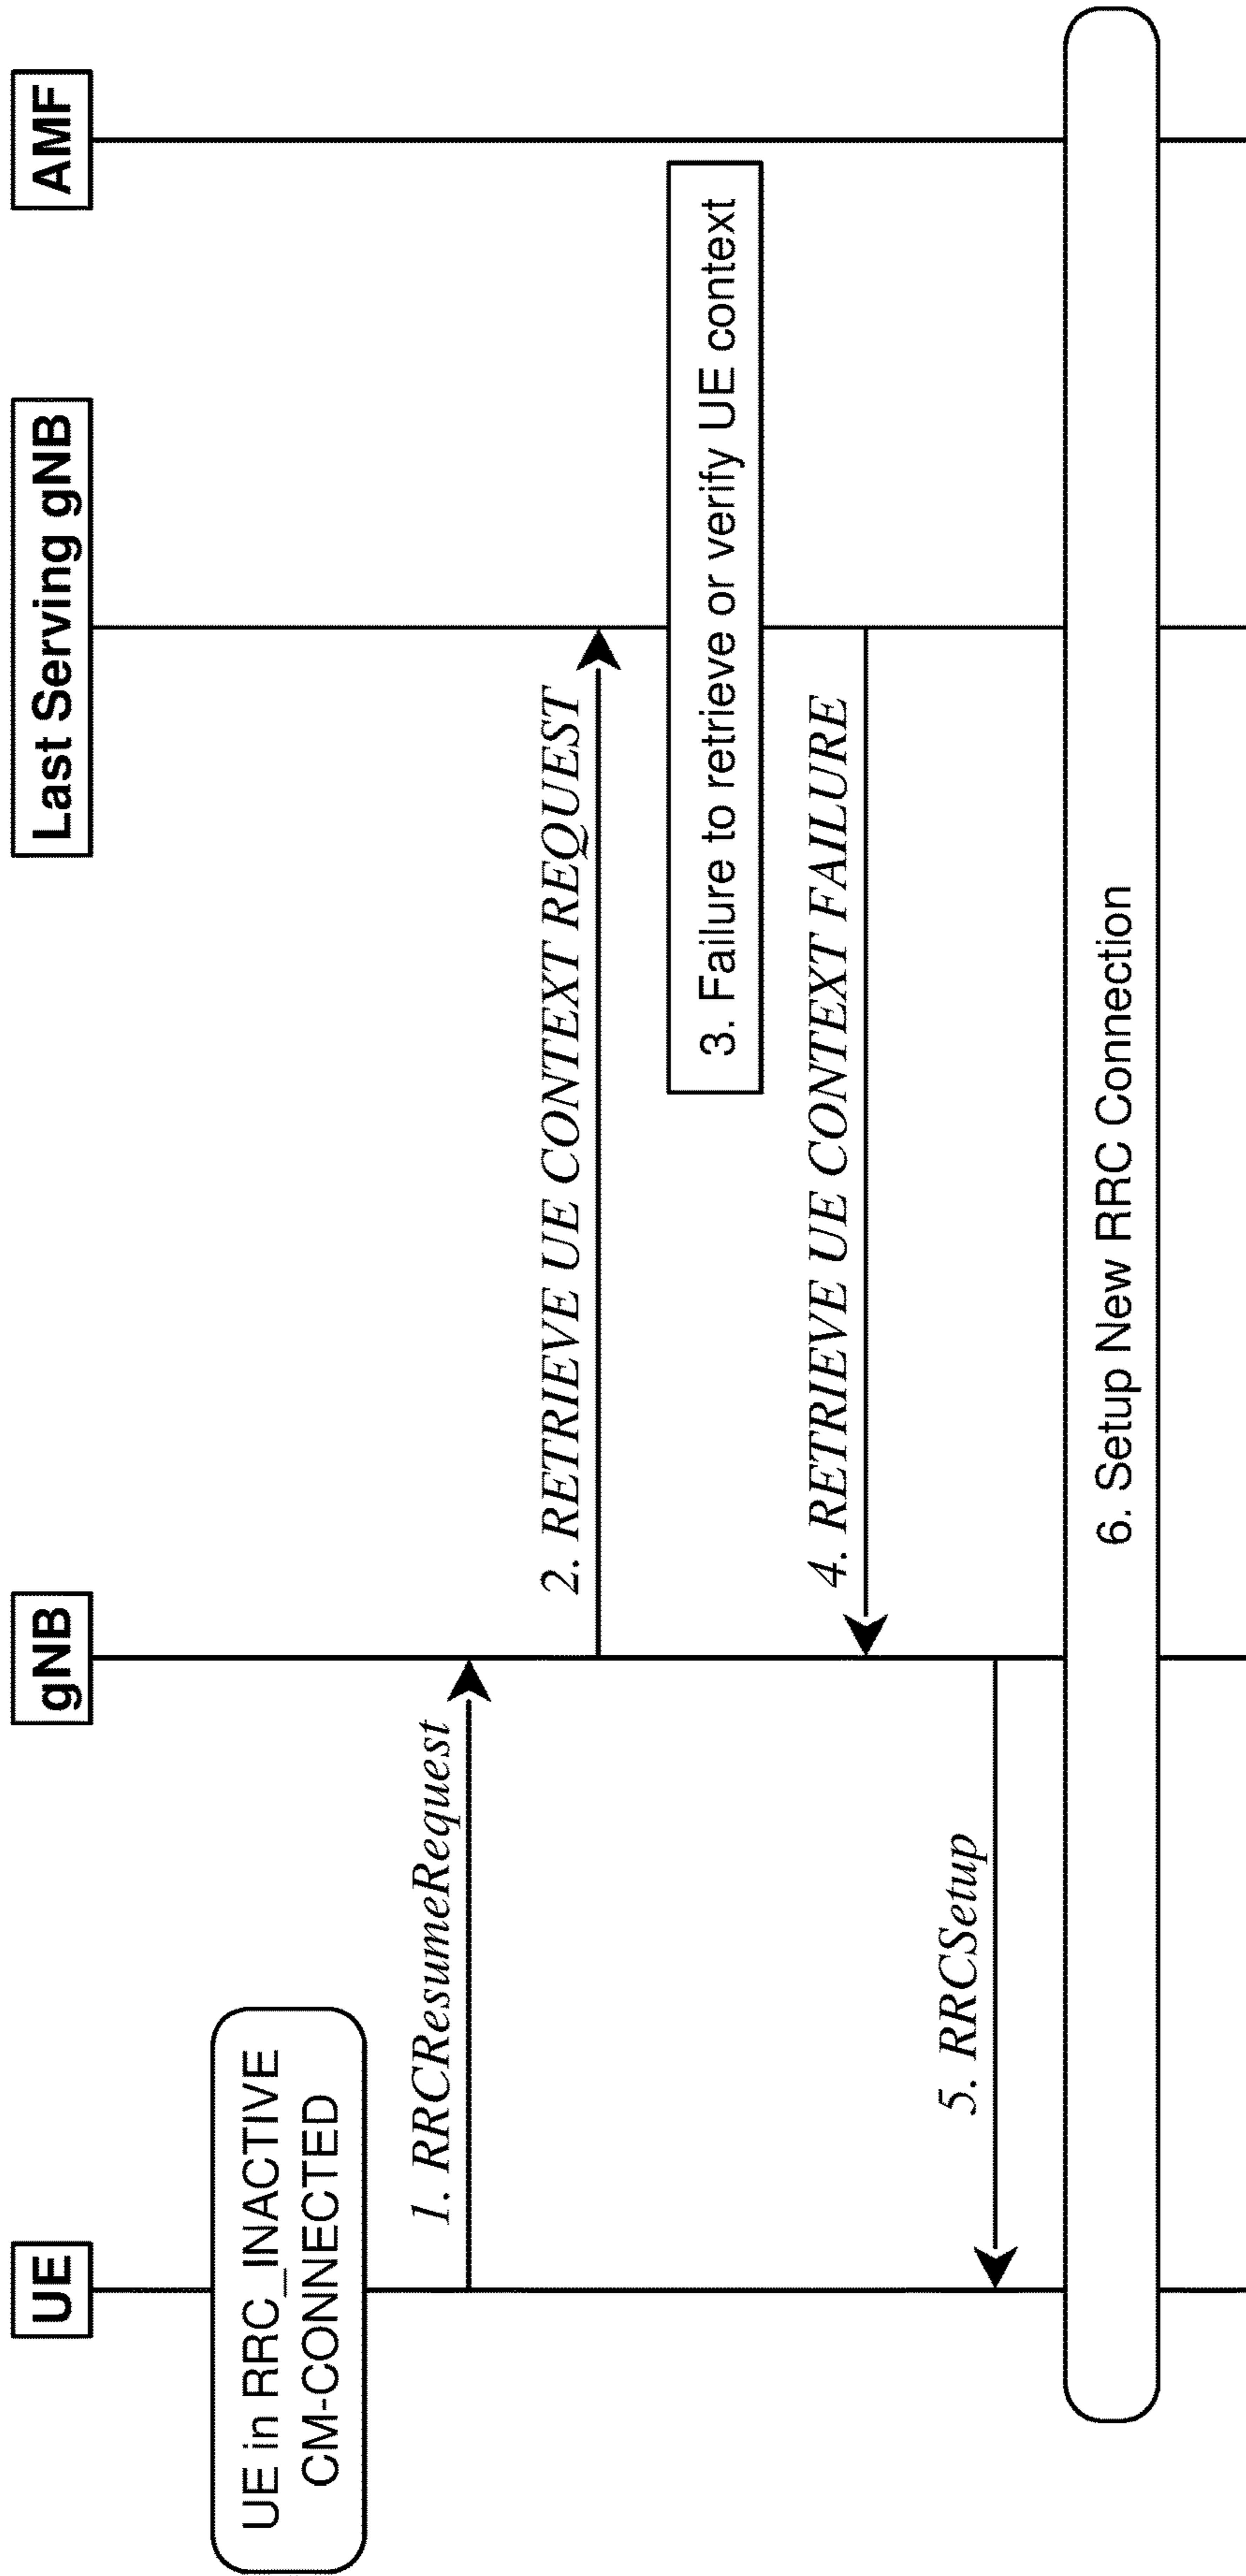 UE
gNB
Last Serving gNB
AMF
UE in RRC_INACTIVE
CM-CONNECTED
1. RRCResumeRequest
2. RETRIEVE UE CONTEXT REQUEST
3. Failure to retrieve or verify UE context
4. RETRIEVE UE CONTEXT FAILURE
5. RRCSetup
6. Setup New RRC Connection